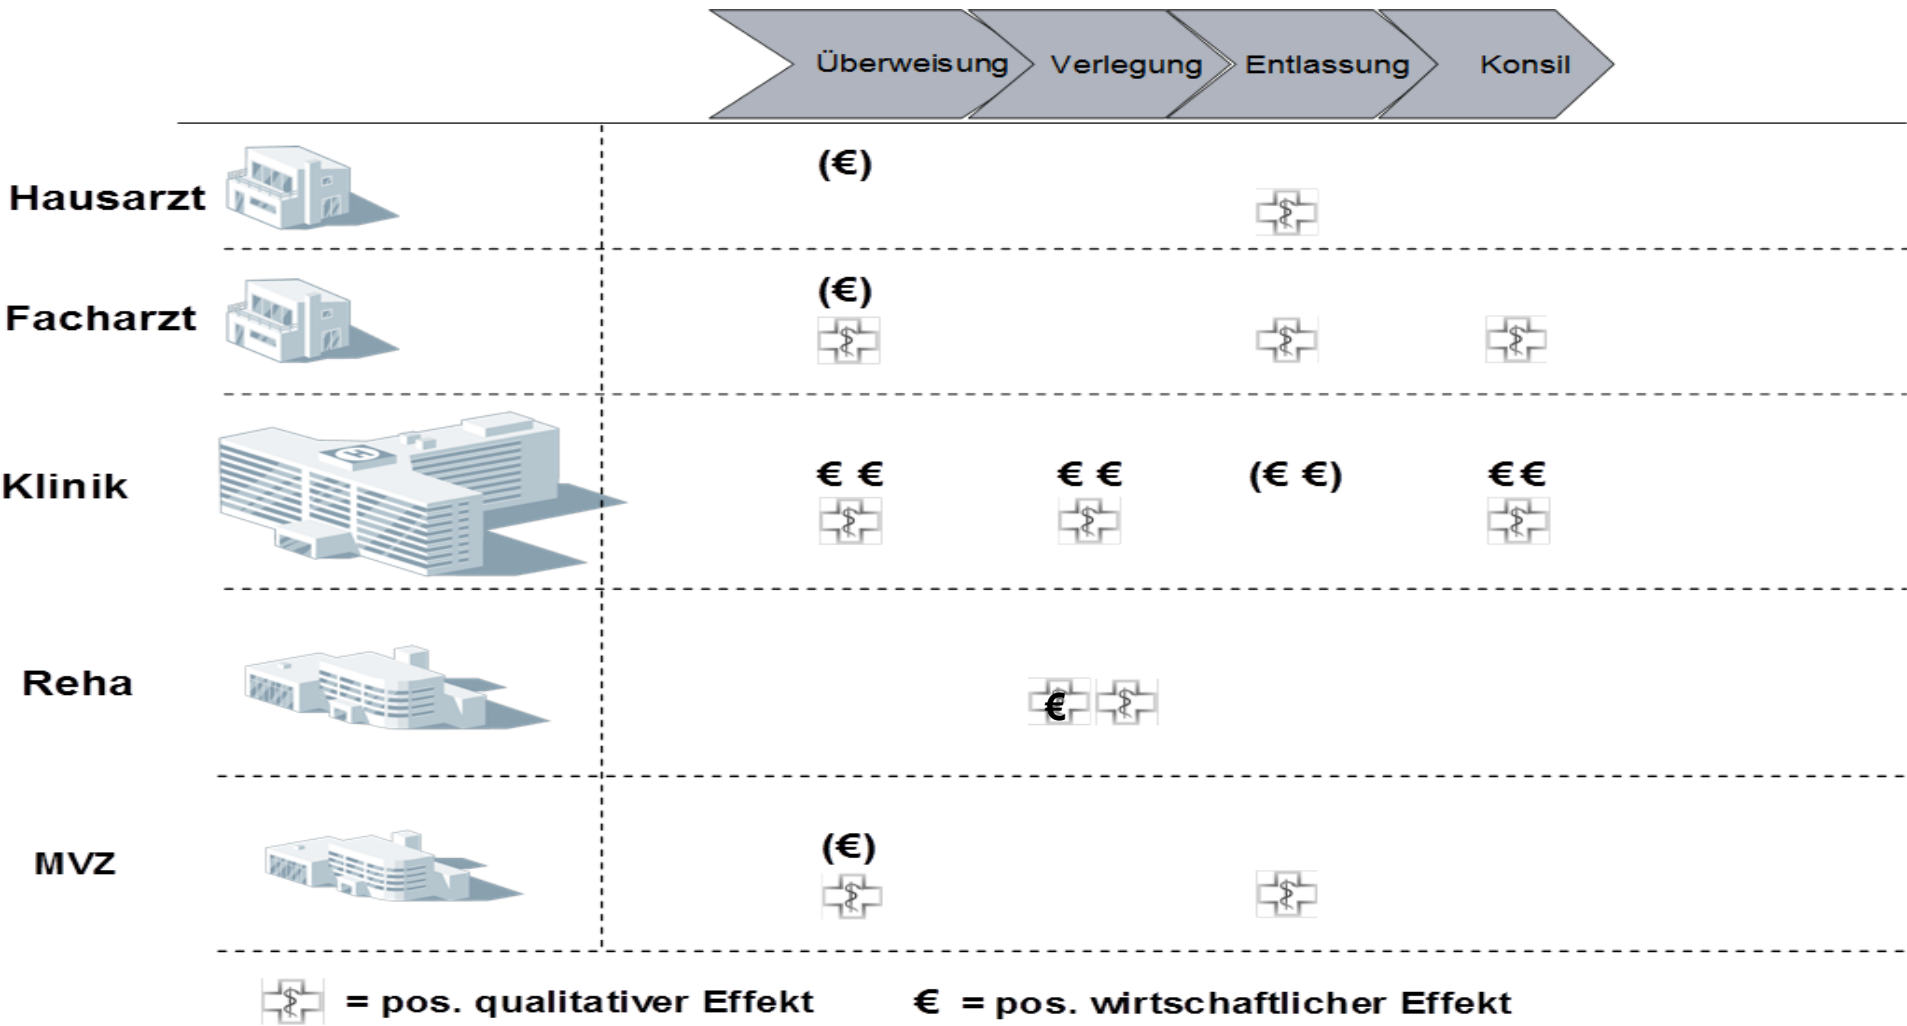 Überweisung Verlegung Entlassung Konsil
Hausarzt (€)
Facharzt (€)
Klinik € € € € (€ €) €€
Reha €
MVZ (€)
= pos. qualitativer Effekt € = pos. wirtschaftlicher Effekt